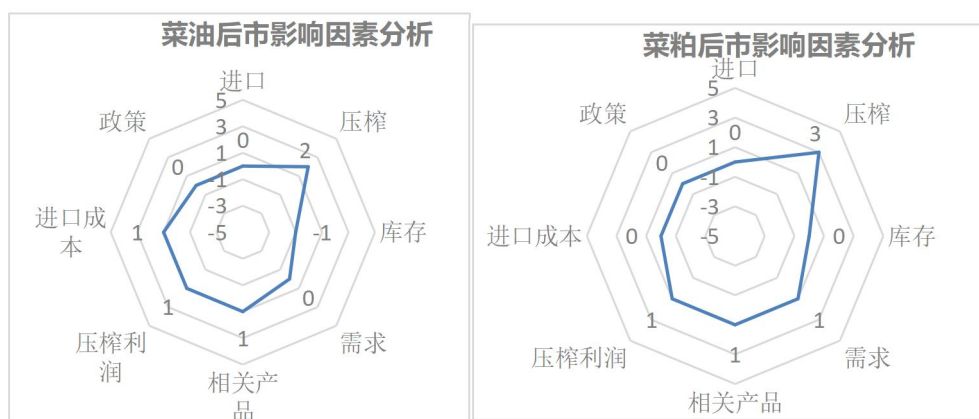 菜油后市影响因素分析
进口
5
政策
3
压榨
0
2
1
0
-1
-3
进口成
本
1
-5
-1
库存
1
0
压榨利
润
1
需求
相关产
品
菜粕后市影响因素分析
进口
5
政策
3
压榨
0
3
1
0
-1
-3
进口成本
0
-5
0
库存
1
1
压榨利润
1
需求
相关产品